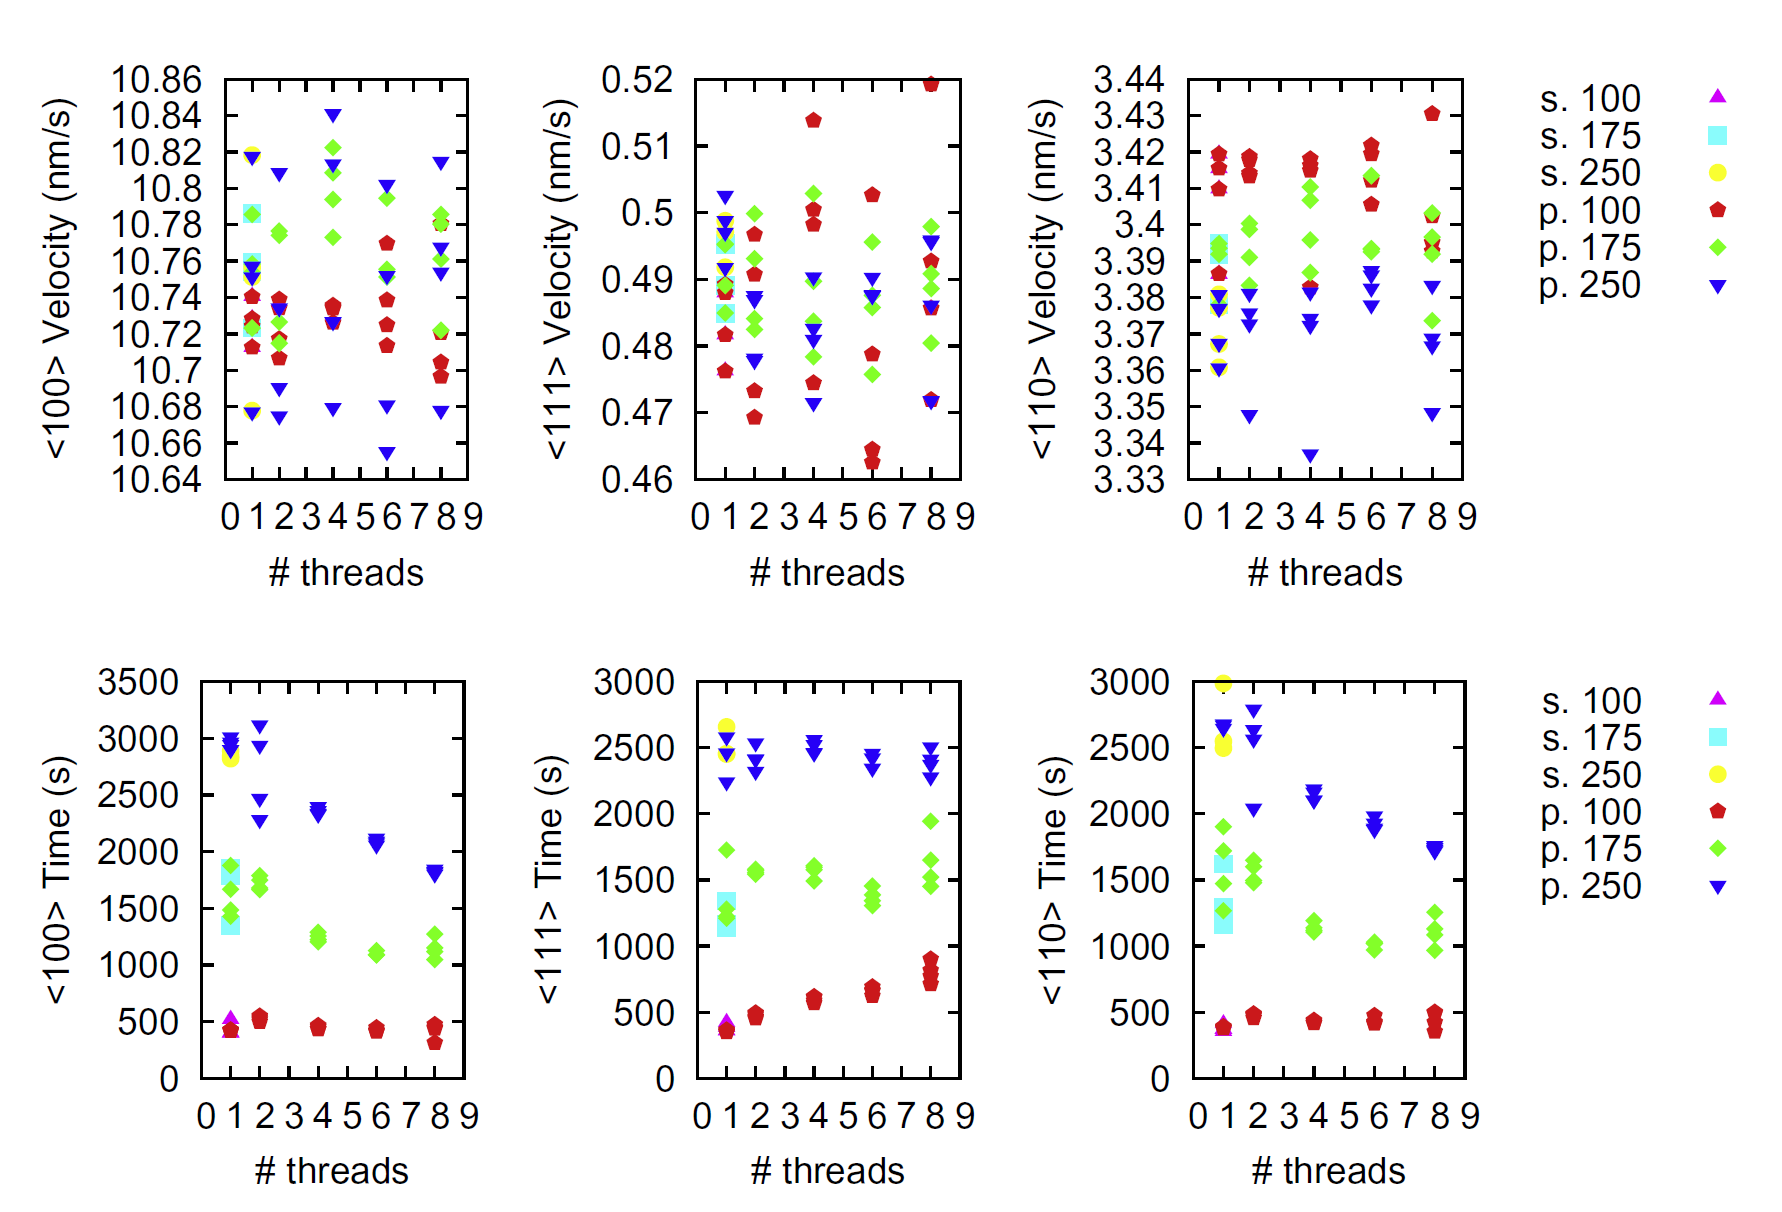 <100> Velocity (nm/s)
10.86
10.84
10.82
10.8
10.78
10.76
10.74
10.72
10.7
10.68
10.66
10.64
0 1 2 3 4 5 6 7 8 9
# threads
<111> Velocity (nm/s)
0.52
0.51
0.5
0.49
0.48
0.47
0.46
0 1 2 3 4 5 6 7 8 9
# threads
<110> Velocity (nm/s)
3.44
3.43
3.42
3.41
3.4
3.39
3.38
3.37
3.36
3.35
3.34
3.33
0 1 2 3 4 5 6 7 8 9
# threads
s. 100
s. 175
s. 250
p. 100
p. 175
p. 250
<100> Time (s)
3500
3000
2500
2000
1500
1000
500
0
0 1 2 3 4 5 6 7 8 9
# threads
<111> Time (s)
3000
2500
2000
1500
1000
500
0
0 1 2 3 4 5 6 7 8 9
# threads
<110> Time (s)
3000
2500
2000
1500
1000
500
0
0 1 2 3 4 5 6 7 8 9
# threads
s. 100
s. 175
s. 250
p. 100
p. 175
p. 250